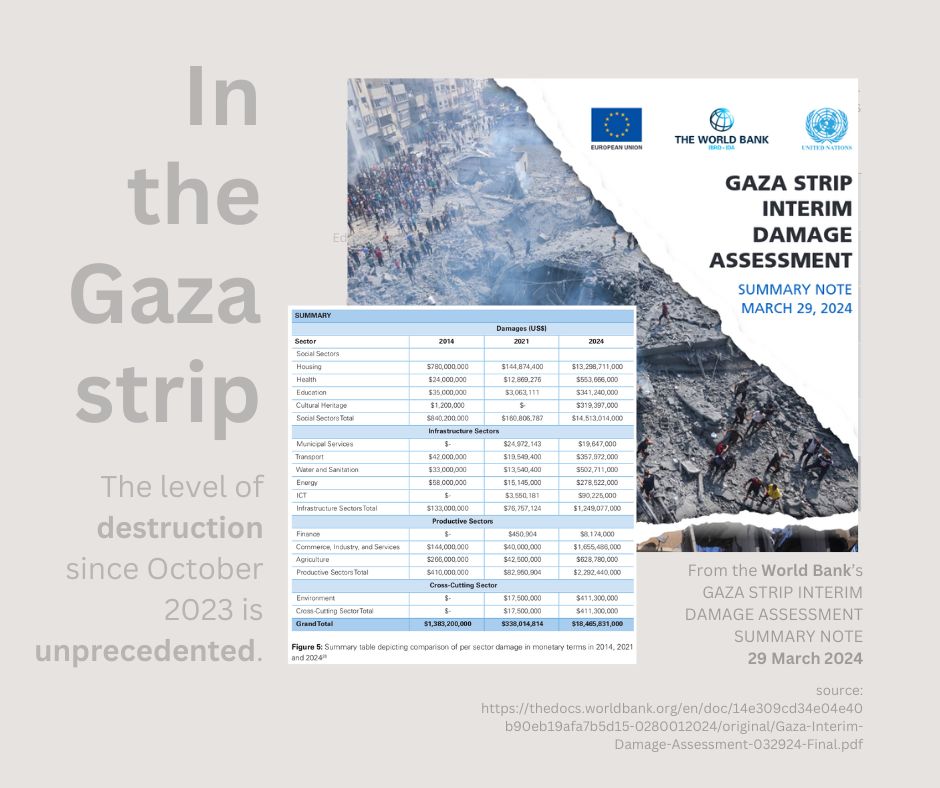 In
the
Gaza
strip
The level of
destruction
since October
2023 is
unprecedented.
EUROPEAN UNION
THE WORLD BANK
IBRD • IDA
UNITED NATIONS
GAZA STRIP
INTERIM
DAMAGE
ASSESSMENT
SUMMARY NOTE
MARCH 29, 2024
SUMMARY
Damages (US$)
Sector 2014 2021 2024
Social Sectors
Housing $780,000,000 $144,874,400 $13,298,711,000
Health $24,000,000 $12,869,276 $553,666,000
Education $35,000,000 $3,063,111 $341,240,000
Cultural Heritage $1,200,000 $- $319,397,000
Social Sectors Total $840,200,000 $160,806,787 $14,513,014,000
Infrastructure Sectors
Municipal Services $- $24,972,143 $19,647,000
Transport $42,000,000 $19,549,400 $357,972,000
Water and Sanitation $33,000,000 $13,540,400 $502,711,000
Energy $58,000,000 $15,145,000 $278,522,000
ICT $- $3,550,181 $90,225,000
Infrastructure Sectors Total $133,000,000 $76,757,124 $1,249,077,000
Productive Sectors
Finance $- $450,904 $8,174,000
Commerce, Industry, and Services $144,000,000 $40,000,000 $1,655,486,000
Agriculture $266,000,000 $42,500,000 $628,780,000
Productive Sectors Total $410,000,000 $82,950,904 $2,292,440,000
Cross-Cutting Sector
Environment $- $17,500,000 $411,300,000
Cross-Cutting Sector Total $- $17,500,000 $411,300,000
Grand Total $1,383,200,000 $338,014,814 $18,465,831,000
Figure 5: Summary table depicting comparison of per sector damage in monetary terms in 2014, 2021
and 2024
From the World Bank's
GAZA STRIP INTERIM
DAMAGE ASSESSMENT
SUMMARY NOTE
29 March 2024
source:
https://thedocs.worldbank.org/en/doc/14e309cd34e04e40
b90eb19afa7b5d15-0280012024/original/Gaza-Interim-
Damage-Assessment-032924-Final.pdf